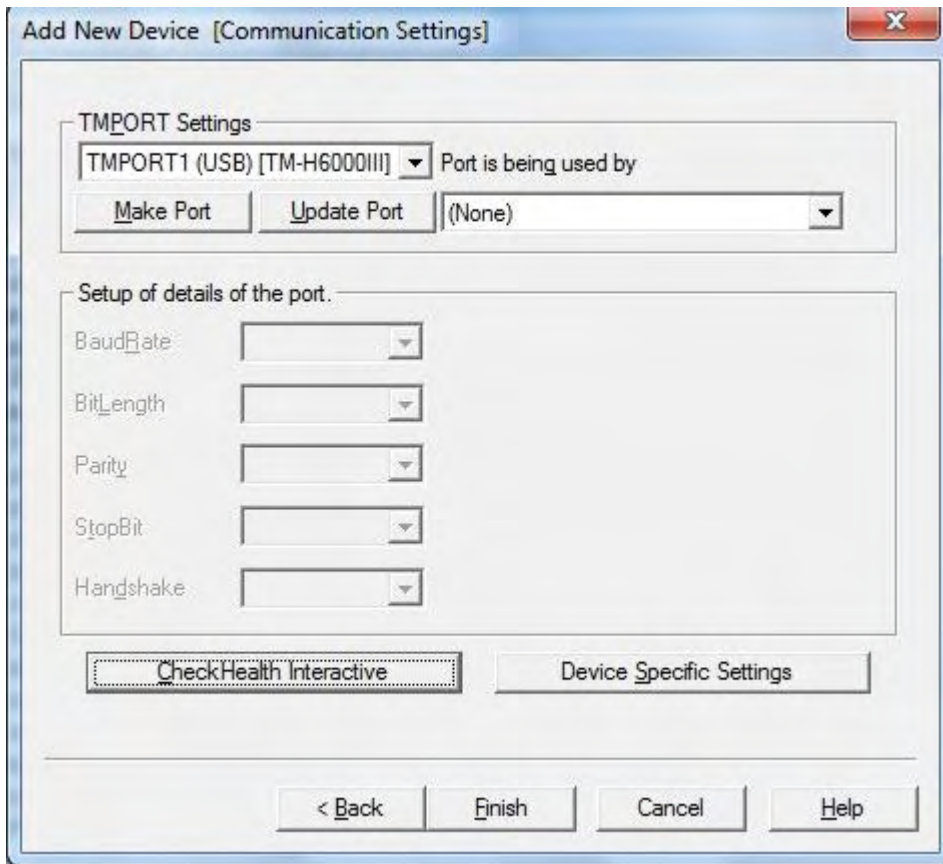 Add New Device [Communication Settings]
TMPORT Settings
TMPORT1 (USB) [TM-H6000III] Port is being used by
Make Port Update Port (None)
Setup of details of the port.
BaudRate
BitLength
Parity
StopBit
Handshake
CheckHealth Interactive Device Specific Settings
< Back Finish Cancel Help